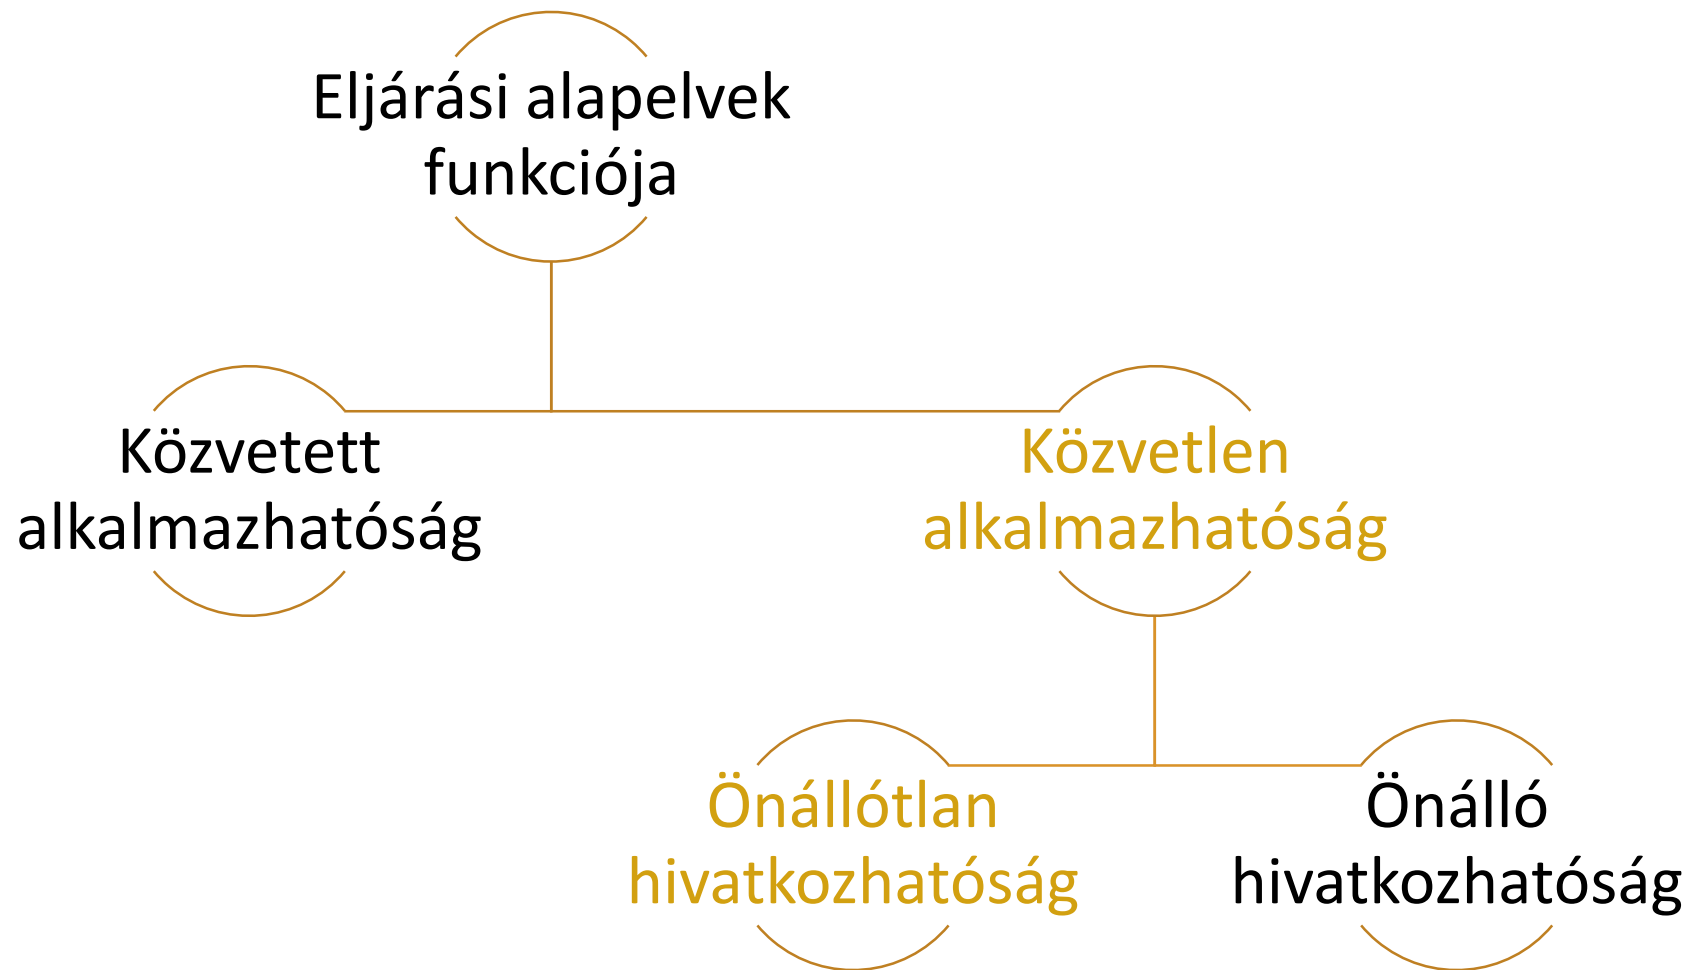 Eljárási alapelvek
funkciója
Közvetett
alkalmazhatóság
Közvetlen
alkalmazhatóság
Önállótlan
hivatkozhatóság
Önálló
hivatkozhatóság